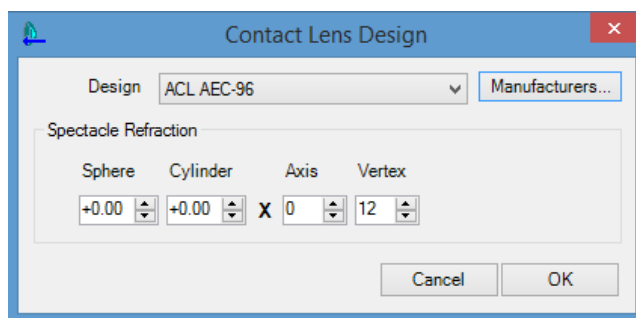 Contact Lens Design
Design ACL AEC-96 Manufacturers...
Spectacle Refraction
Sphere Cylinder Axis Vertex
+0.00 +0.00 X 0 12
Cancel OK